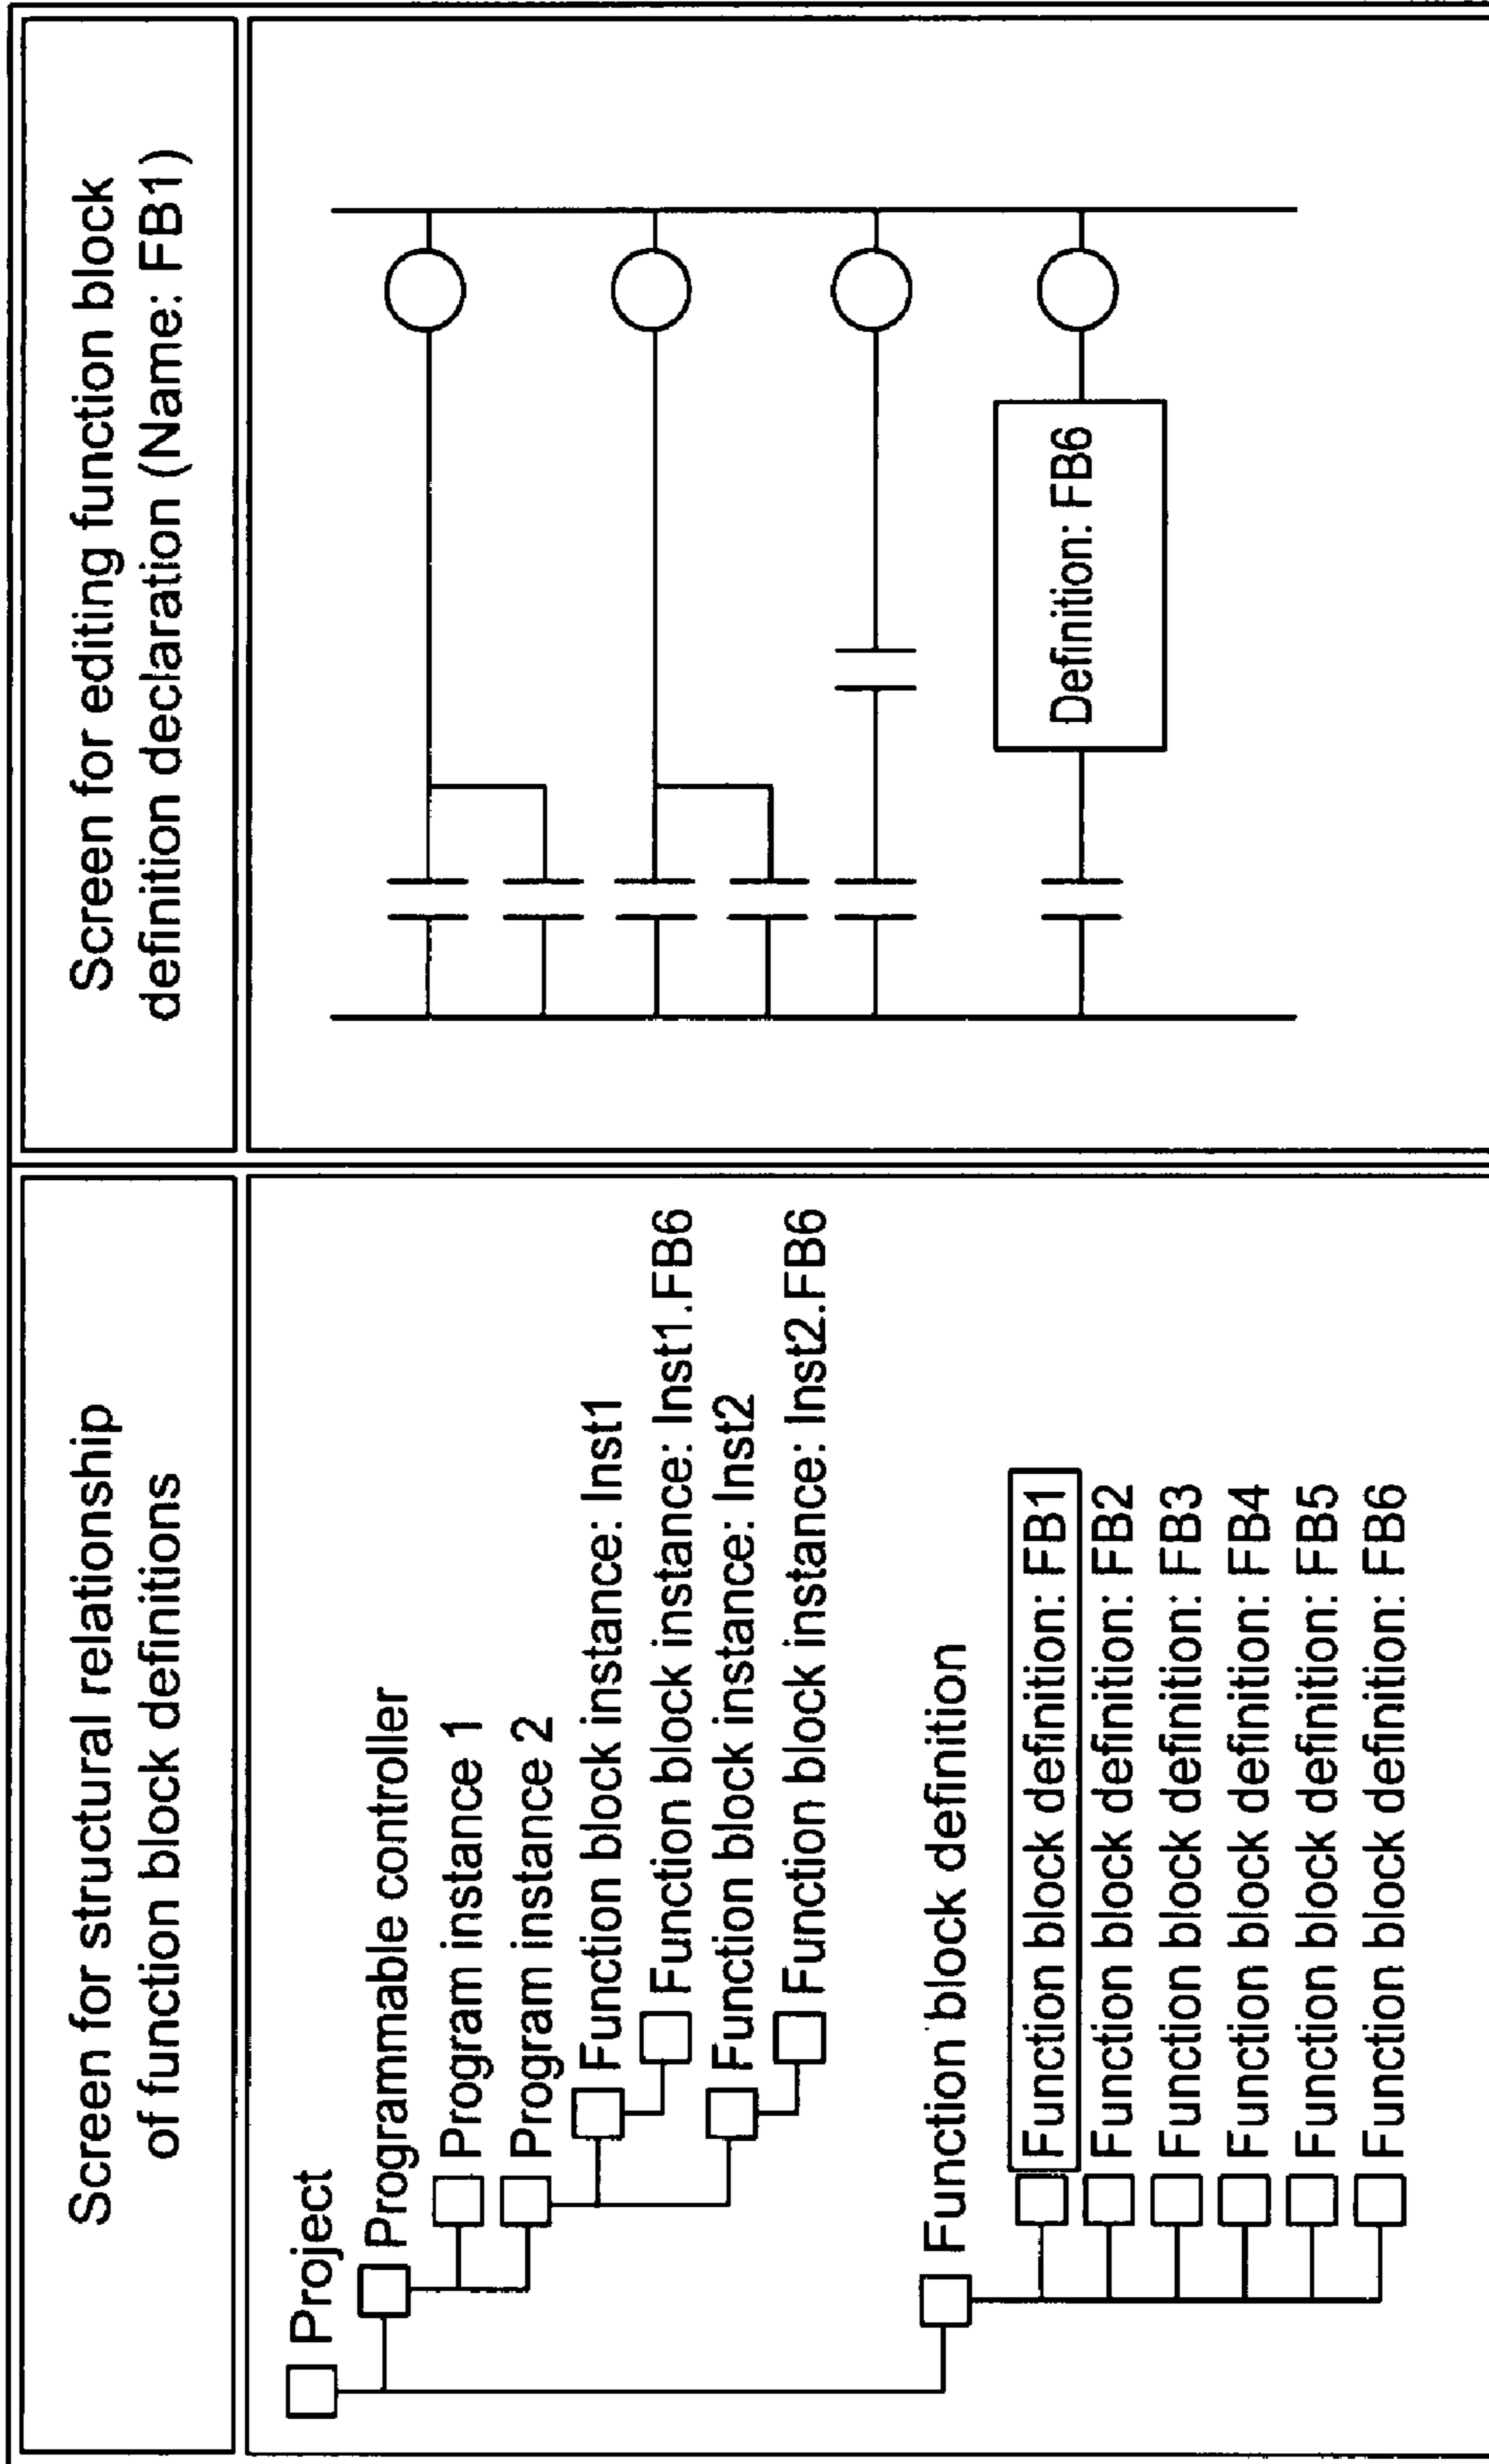 Screen for structural relationship
of function block definitions
Project
Programmable controller
Program instance 1
Program instance 2
Function block instance: Inst1
Function block instance: Inst1.FB6
Function block instance: Inst2
Function block instance: Inst2.FB6
Function block definition
Function block definition: FB1
Function block definition: FB2
Function block definition: FB3
Function block definition: FB4
Function block definition: FB5
Function block definition: FB6
Screen for editing function block
definition declaration (Name: FB1)
Definition: FB6